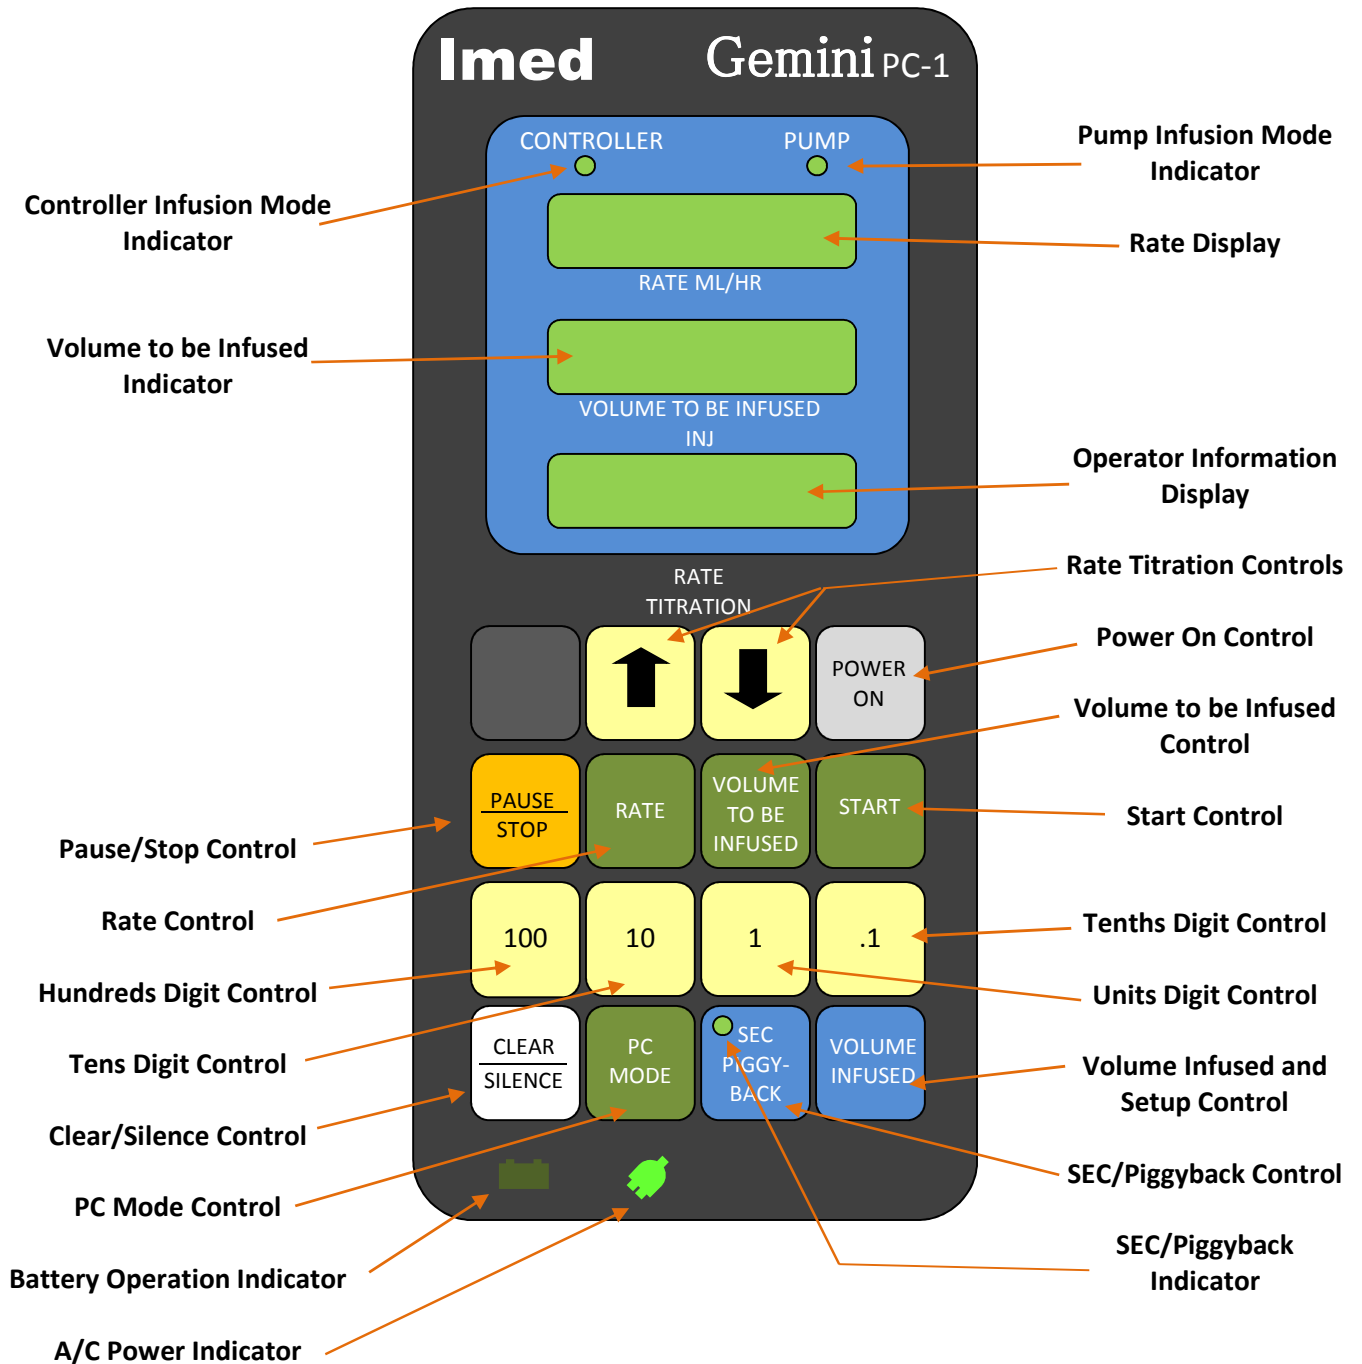 Imed Gemini PC-1
CONTROLLER PUMP
RATE ML/HR
VOLUME TO BE INFUSED
INJ
RATE
TITRATION
POWER
ON
PAUSE
STOP
RATE
VOLUME
TO BE
INFUSED
START
100 10 1 .1
CLEAR
SILENCE
PC
MODE
SEC
PIGGY-
BACK
VOLUME
INFUSED
Controller Infusion Mode
Indicator
Volume to be Infused
Indicator
Pause/Stop Control
Rate Control
Hundreds Digit Control
Tens Digit Control
Clear/Silence Control
PC Mode Control
Battery Operation Indicator
A/C Power Indicator
Pump Infusion Mode
Indicator
Rate Display
Operator Information
Display
Rate Titration Controls
Power On Control
Volume to be Infused
Control
Start Control
Tenths Digit Control
Units Digit Control
Volume Infused and
Setup Control
SEC/Piggyback Control
SEC/Piggyback
Indicator